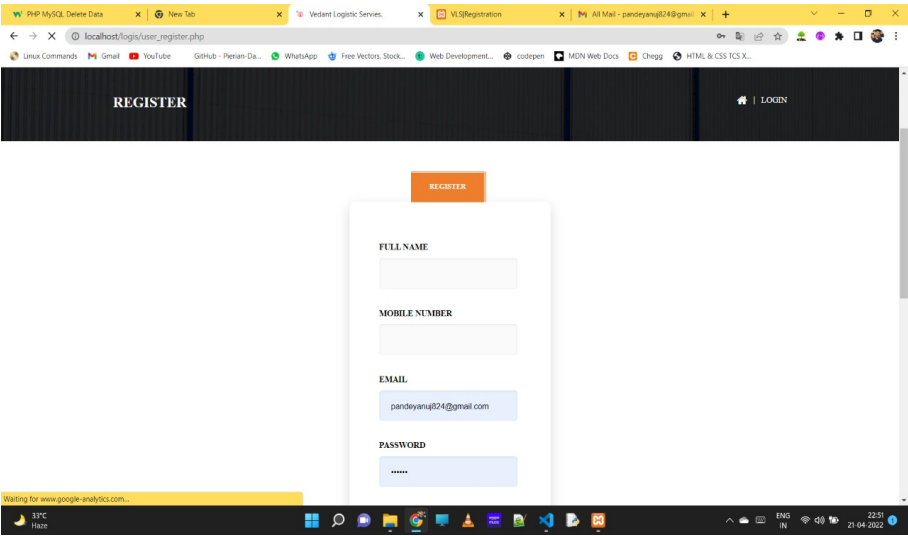 PHP MySQL Delete Data
New Tab
Vedant Logistic Servies.
VLS|Registration
All Mail - pandeyanuj824@gmail
localhost/logis/user_register.php
Linux Commands
Gmail
YouTube
GitHub - Pierian-Da...
WhatsApp
Free Vectors, Stock...
Web Development...
codepen
MDN Web Docs
Chegg
HTML & CSS TCS X...
REGISTER
| LOGIN
REGISTER
FULL NAME
MOBILE NUMBER
EMAIL
pandeyanuj824@gmail.com
PASSWORD
••••••
Waiting for www.google-analytics.com...
33°C
Haze
ENG
IN
22:51
21-04-2022